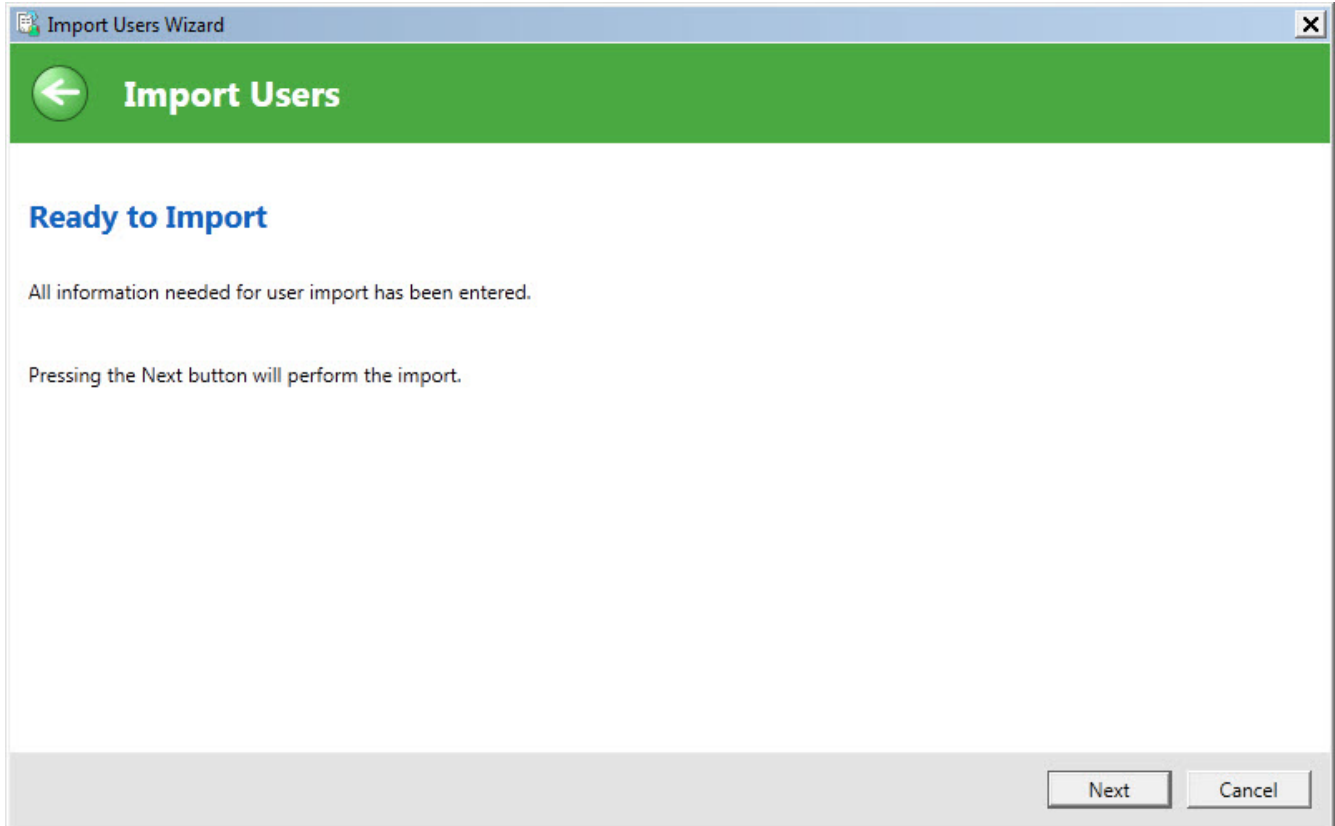 Import Users Wizard
Import Users
Ready to Import
All information needed for user import has been entered.
Pressing the Next button will perform the import.
Next
Cancel